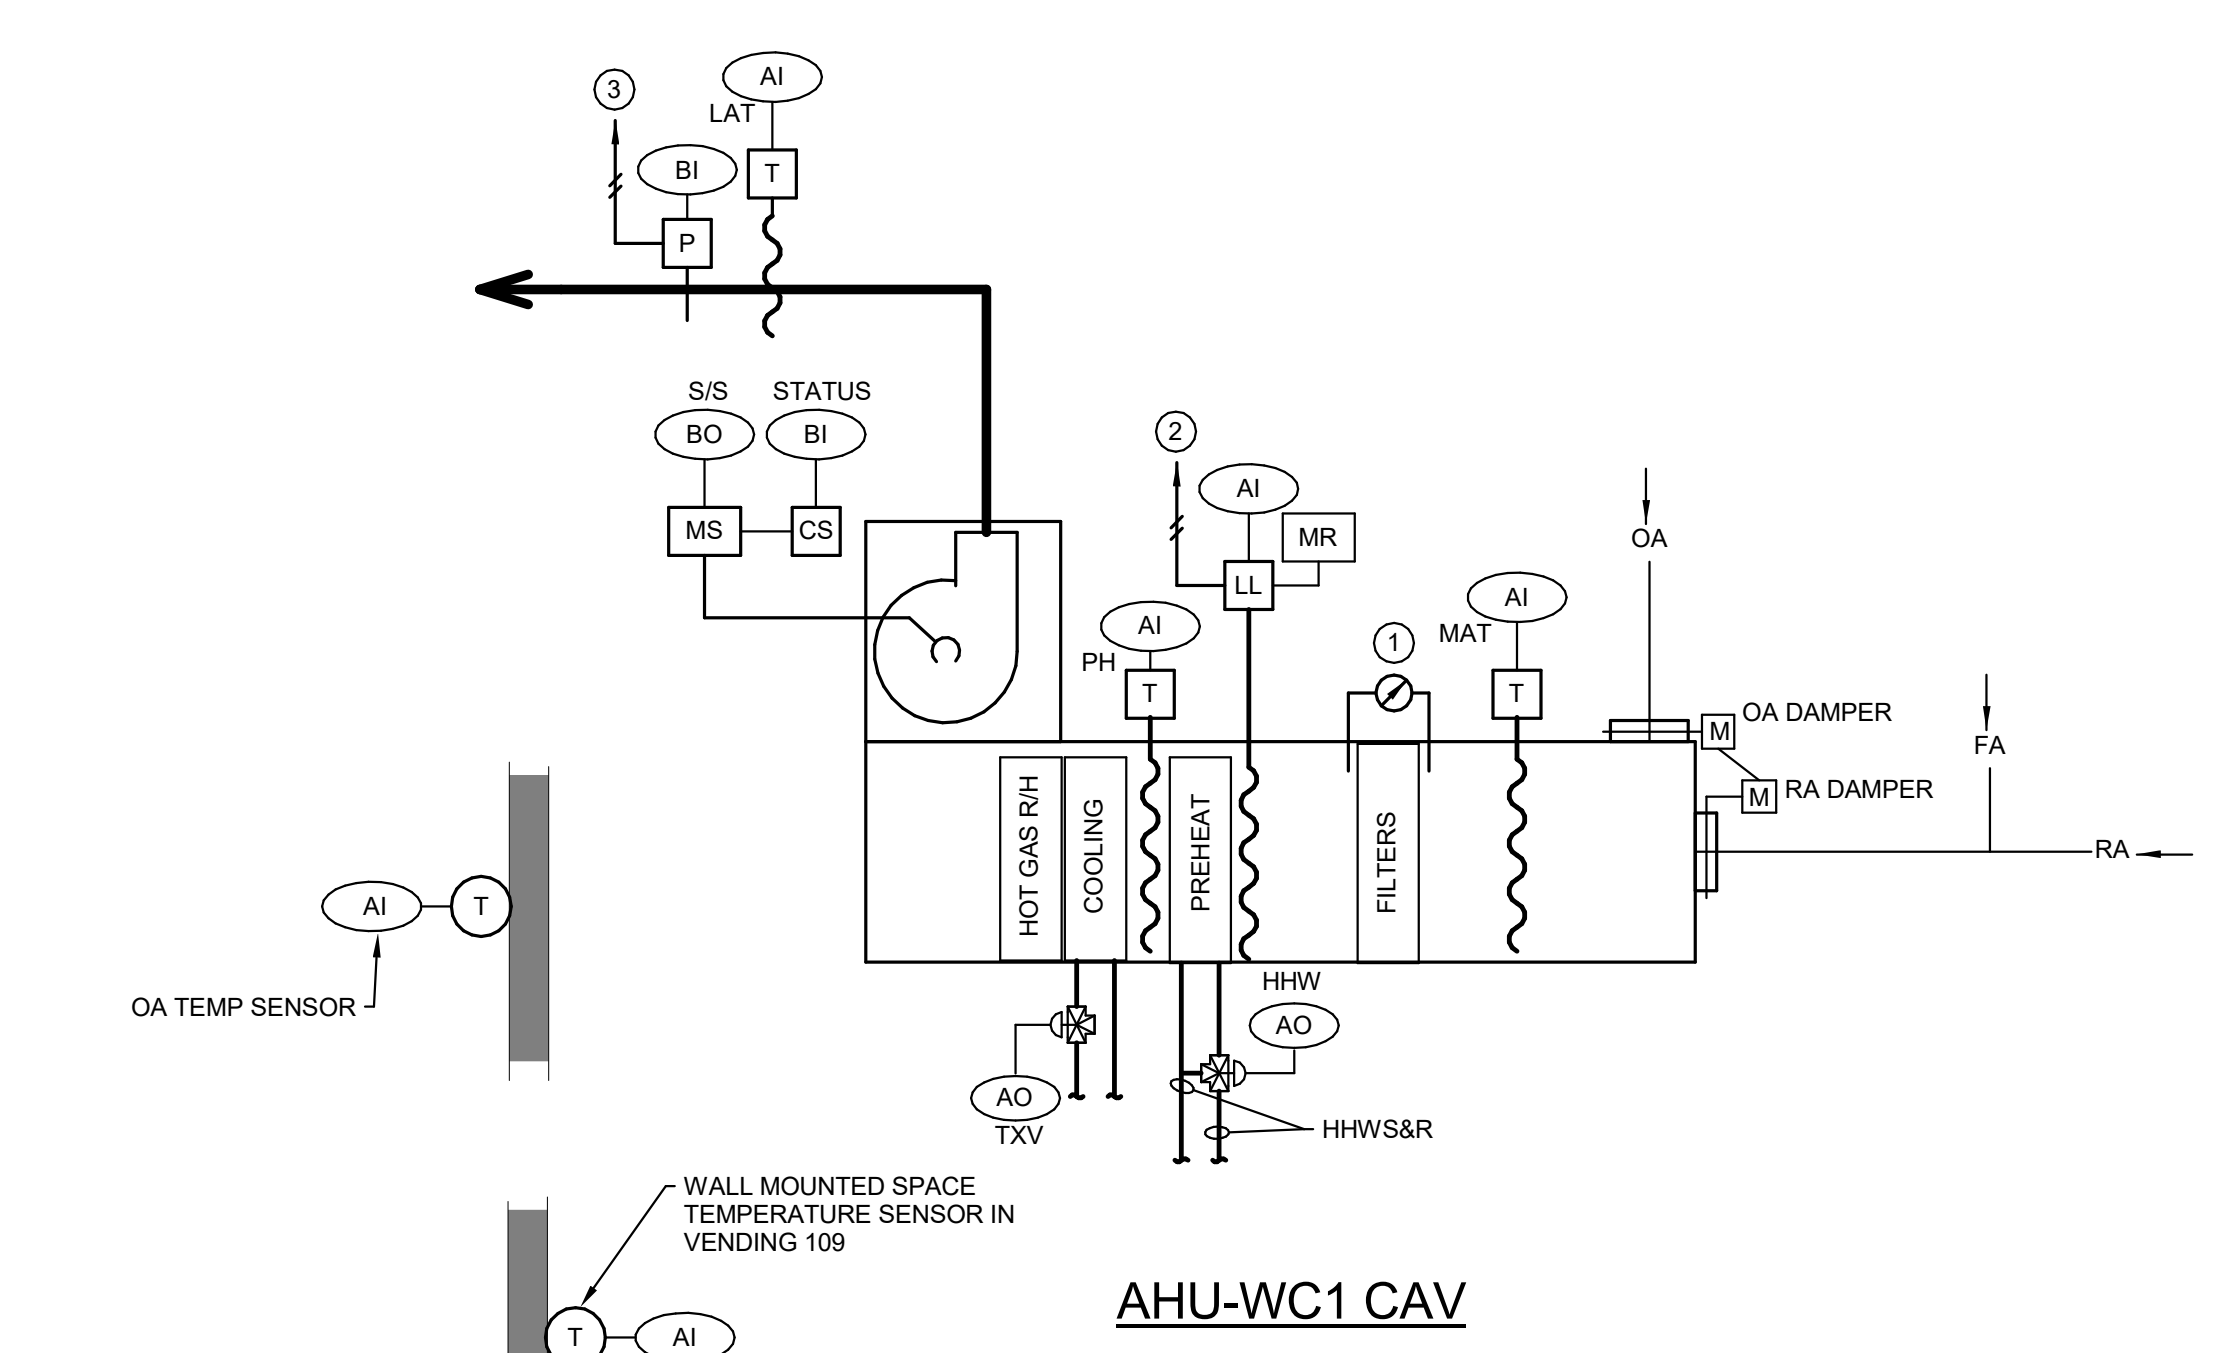 AI
3
LAT
BI
T
P
S/S STATUS
BO BI
2
AI
MS CS
MR
OA
LL
AI
AI
1
MAT
PH
T
T
OA DAMPER
M
FA
M
RA DAMPER
HOT GAS R/H
COOLING
PREHEAT
FILTERS
RA
AI
T
HHW
OA TEMP SENSOR
AO
AO
TXV
HHWS&R
WALL MOUNTED SPACE
TEMPERATURE SENSOR IN
VENDING 109
AHU-WC1 CAV
T
AI